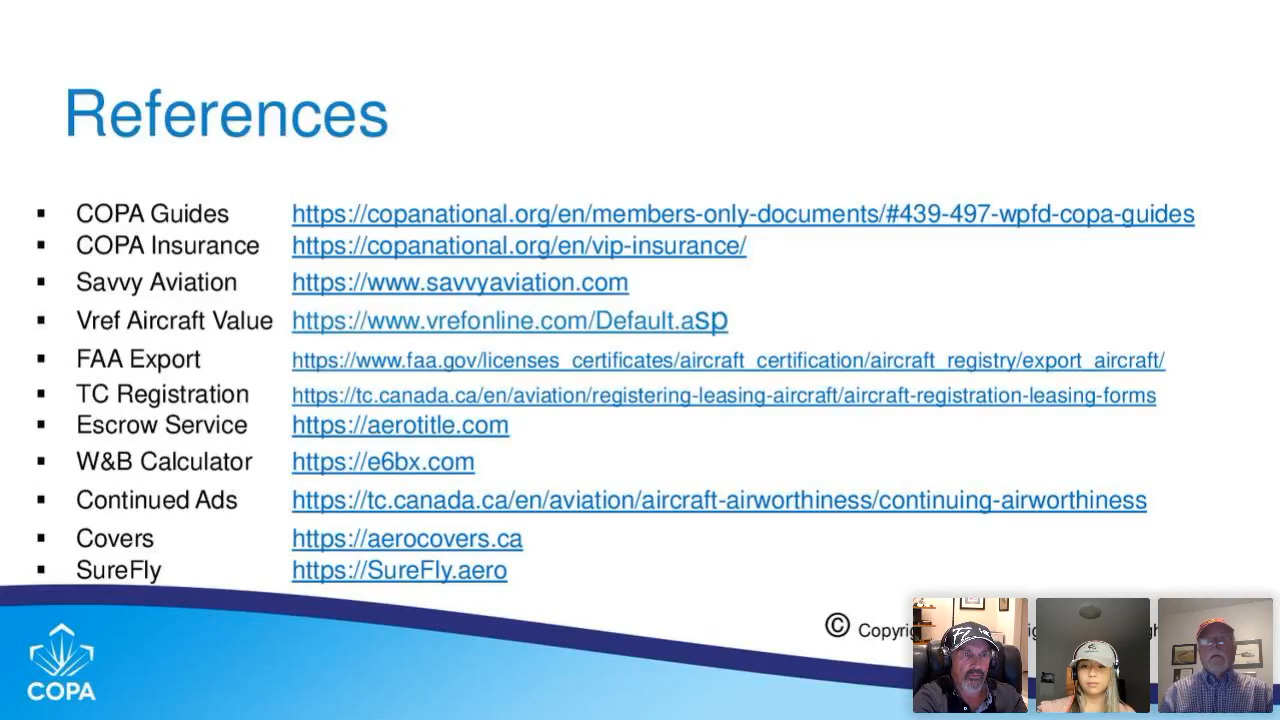 References
▪ COPA Guides https://copanational.org/en/members-only-documents/#439-497-wpfd-copa-guides
▪ COPA Insurance https://copanational.org/en/vip-insurance/
▪ Savvy Aviation https://www.savvyaviation.com
▪ Vref Aircraft Value https://www.vrefonline.com/Default.asp
▪ FAA Export https://www.faa.gov/licenses_certificates/aircraft_certification/aircraft_registry/export_aircraft/
▪ TC Registration https://tc.canada.ca/en/aviation/registering-leasing-aircraft/aircraft-registration-leasing-forms
▪ Escrow Service https://aerotitle.com
▪ W&B Calculator https://e6bx.com
▪ Continued Ads https://tc.canada.ca/en/aviation/aircraft-airworthiness/continuing-airworthiness
▪ Covers https://aerocovers.ca
▪ SureFly https://SureFly.aero
©
COPA